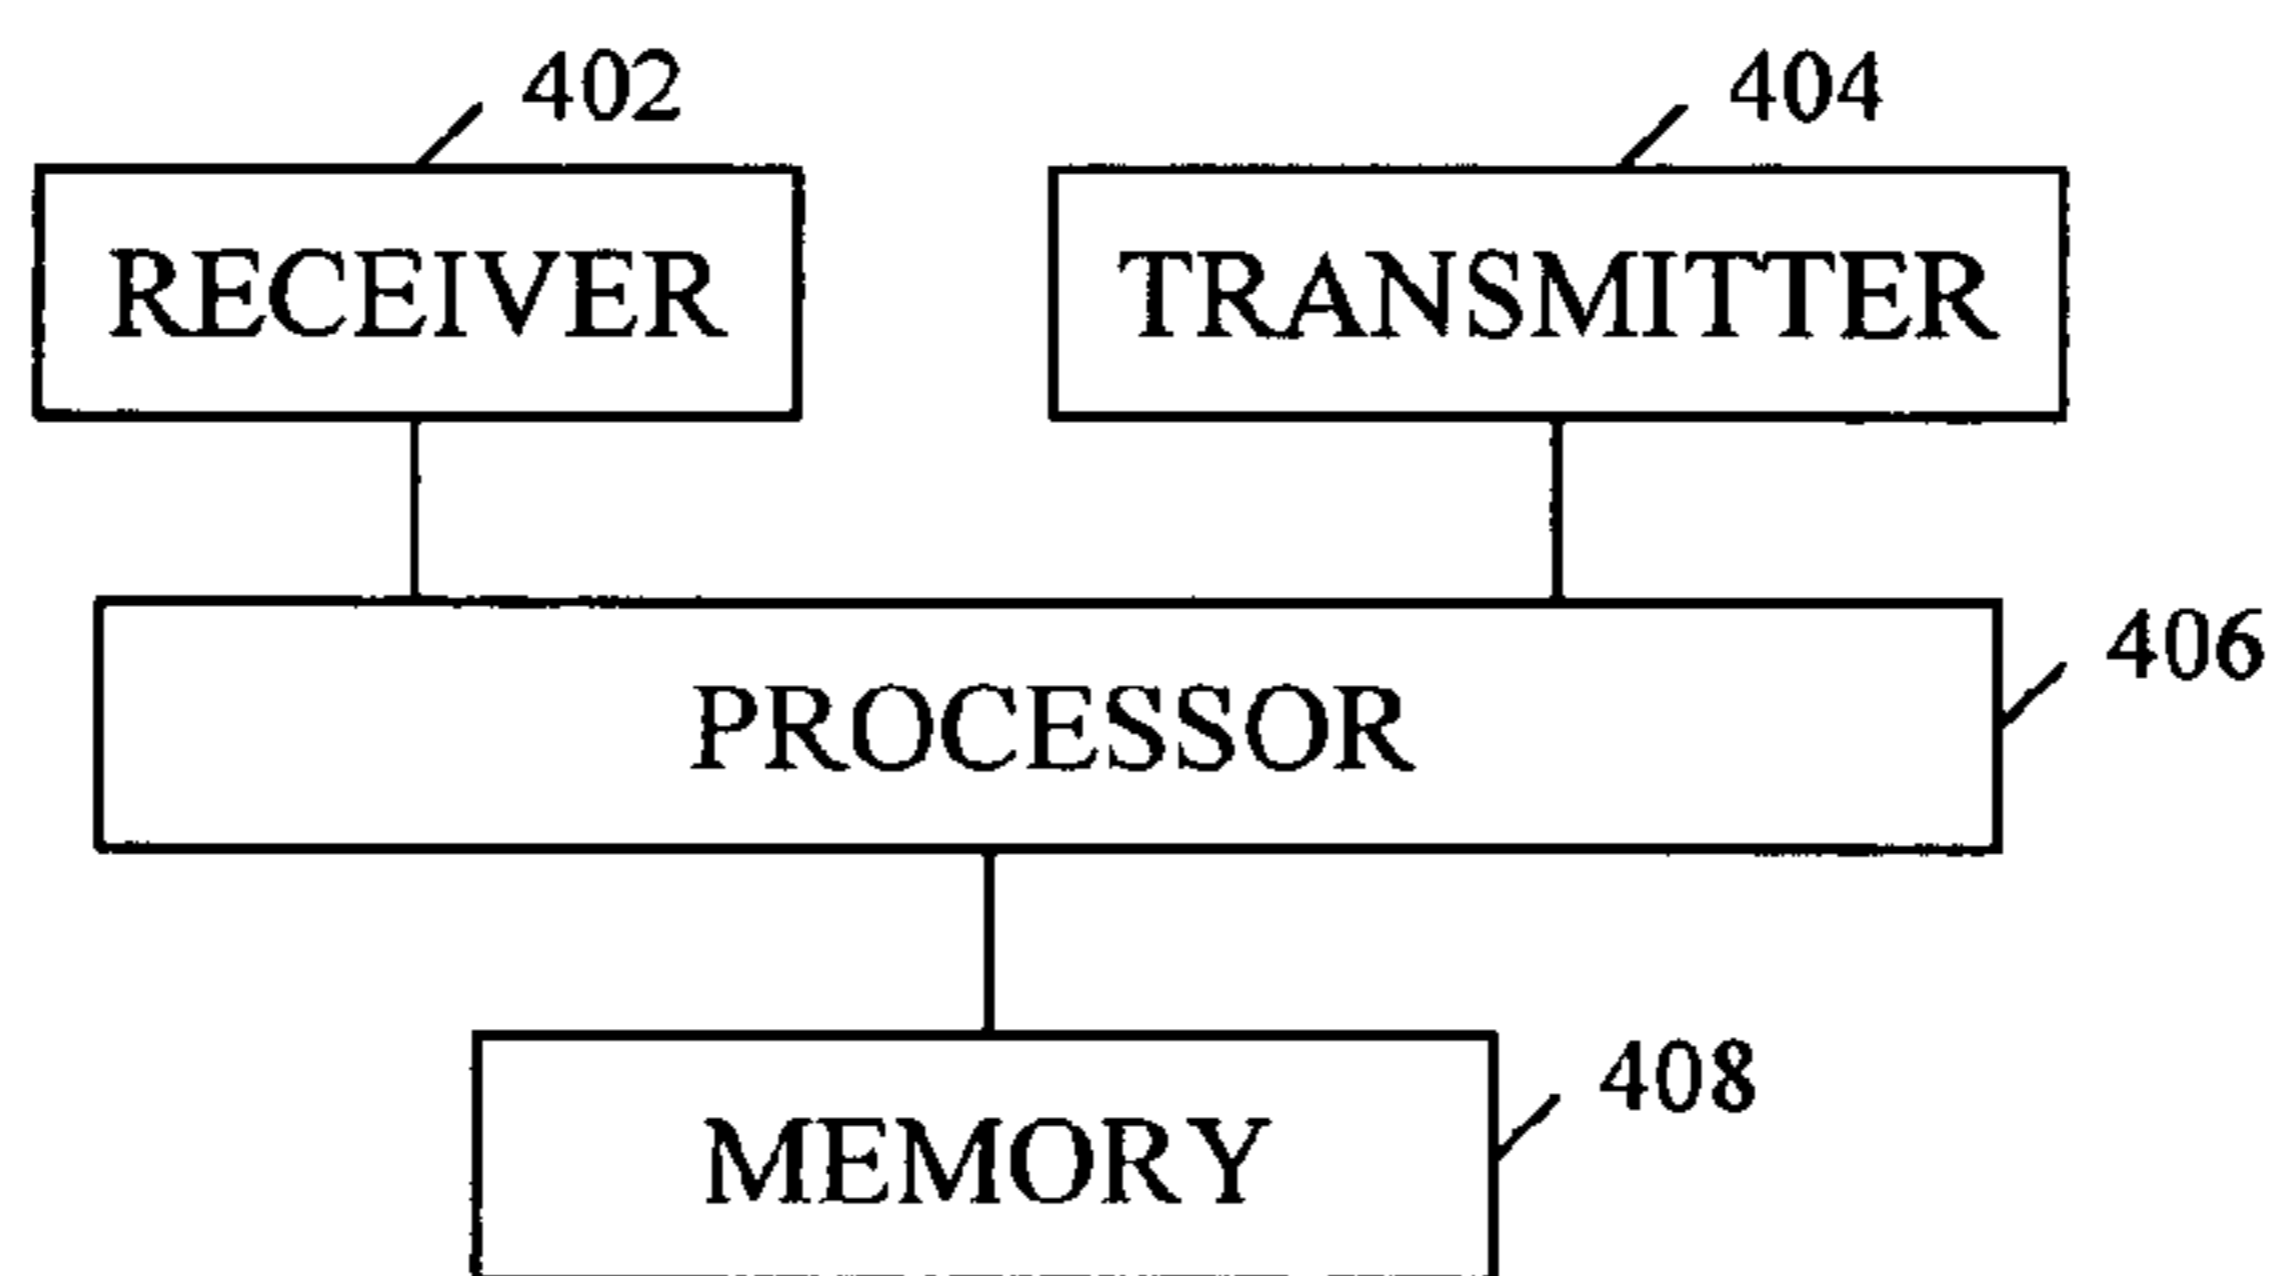 402
404
RECEIVER
TRANSMITTER
406
PROCESSOR
408
MEMORY